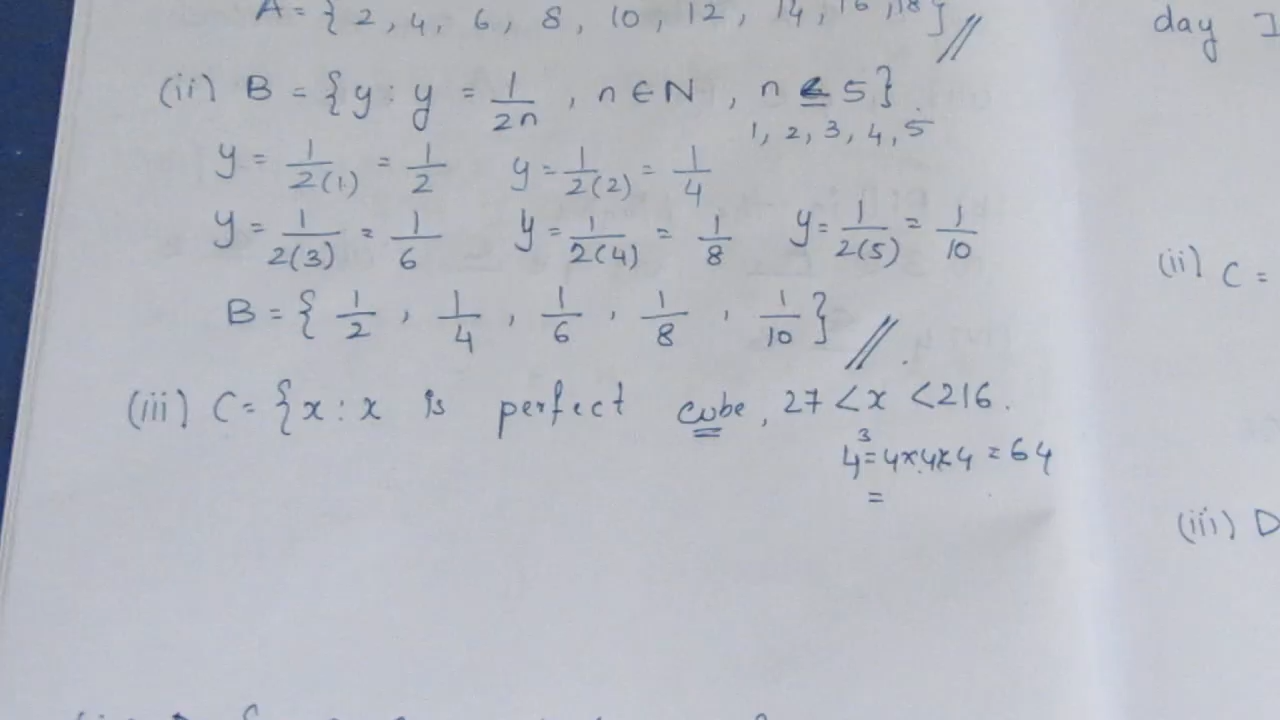 A = { 2, 4, 6, 8, 10, 12, 14, 16, 18}
(ii) B = {y : y = 1/2n, n ∈ N, n ≤ 5}.
1, 2, 3, 4, 5
y = 1/2(1) = 1/2 y = 1/2(2) = 1/4
y = 1/2(3) = 1/6 y = 1/2(4) = 1/8 y = 1/2(5) = 1/10
B = { 1/2, 1/4, 1/6, 1/8, 1/10 }
(iii) C = {x : x is perfect cube, 27 < x < 216.
4³ = 4×4×4 = 64
=
day I
(ii) C =
(iii) D